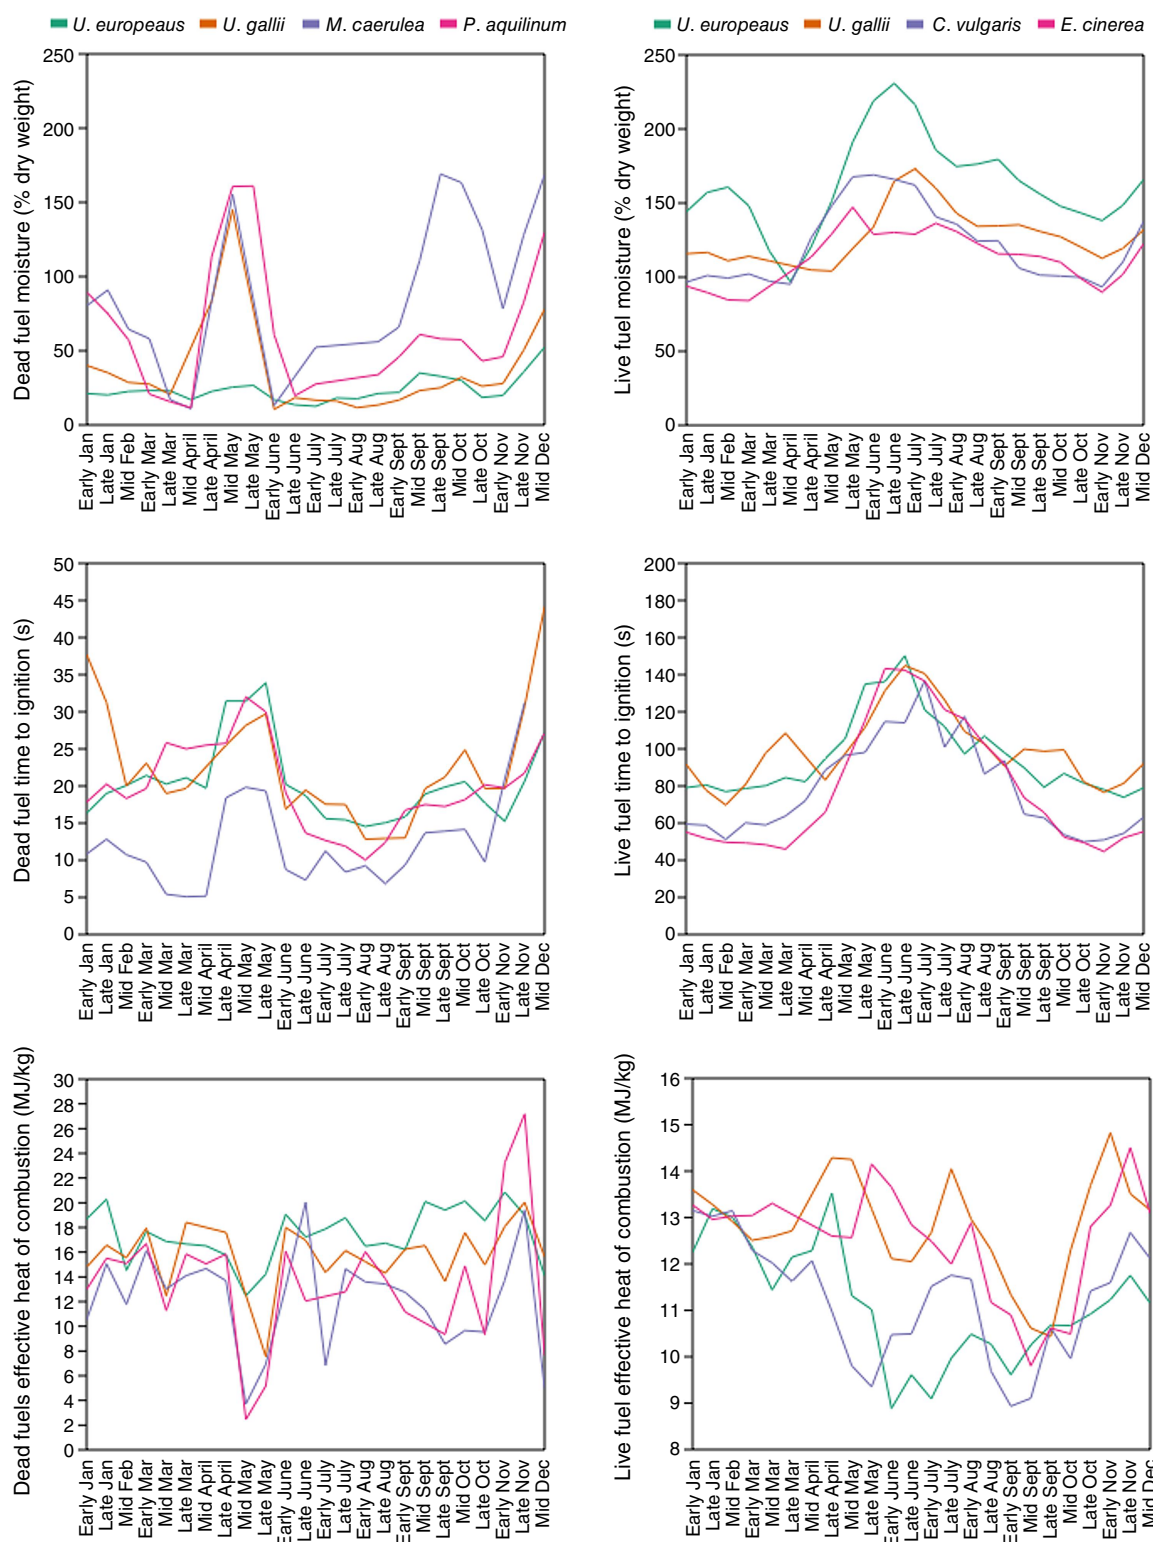 U. europeaus U. gallii M. caerulea P. aquilinum
U. europeaus U. gallii C. vulgaris E. cinerea
Dead fuel moisture (% dry weight)
250
200
150
100
50
0
Early Jan
Late Jan
Mid Feb
Early Mar
Late Mar
Mid April
Late April
Mid May
Late May
Early June
Late June
Early July
Late July
Early Aug
Late Aug
Early Sept
Mid Sept
Late Sept
Mid Oct
Late Oct
Early Nov
Late Nov
Mid Dec
Live fuel moisture (% dry weight)
250
200
150
100
50
0
Early Jan
Late Jan
Mid Feb
Early Mar
Late Mar
Mid April
Late April
Mid May
Late May
Early June
Late June
Early July
Late July
Early Aug
Late Aug
Early Sept
Mid Sept
Late Sept
Mid Oct
Late Oct
Early Nov
Late Nov
Mid Dec
Dead fuel time to ignition (s)
50
45
40
35
30
25
20
15
10
5
0
Early Jan
Late Jan
Mid Feb
Early Mar
Mid Mar
Late Mar
Mid April
Late April
Mid May
Late May
Early June
Late June
Early July
Late July
Early Aug
Late Aug
Early Sept
Mid Sept
Late Sept
Mid Oct
Late Oct
Early Nov
Late Nov
Mid Dec
Live fuel time to ignition (s)
200
180
160
140
120
100
80
60
40
20
0
Early Jan
Late Jan
Mid Feb
Early Mar
Mid Mar
Late Mar
Mid April
Late April
Mid May
Late May
Early June
Late June
Early July
Late July
Early Aug
Late Aug
Early Sept
Mid Sept
Late Sept
Mid Oct
Late Oct
Early Nov
Late Nov
Mid Dec
Dead fuels effective heat of combustion (MJ/kg)
30
28
26
24
22
20
18
16
14
12
10
8
6
4
2
0
Early Jan
Late Jan
Mid Feb
Early Mar
Mid Mar
Late Mar
Mid April
Late April
Mid May
Late May
Early June
Late June
Early July
Late July
Early Aug
Late Aug
Early Sept
Mid Sept
Late Sept
Mid Oct
Late Oct
Early Nov
Late Nov
Mid Dec
Live fuel effective heat of combustion (MJ/kg)
16
15
14
13
12
11
10
9
8
Early Jan
Late Jan
Mid Feb
Early Mar
Mid Mar
Late Mar
Mid April
Late April
Mid May
Late May
Early June
Late June
Early July
Late July
Early Aug
Late Aug
Early Sept
Mid Sept
Late Sept
Mid Oct
Late Oct
Early Nov
Late Nov
Mid Dec